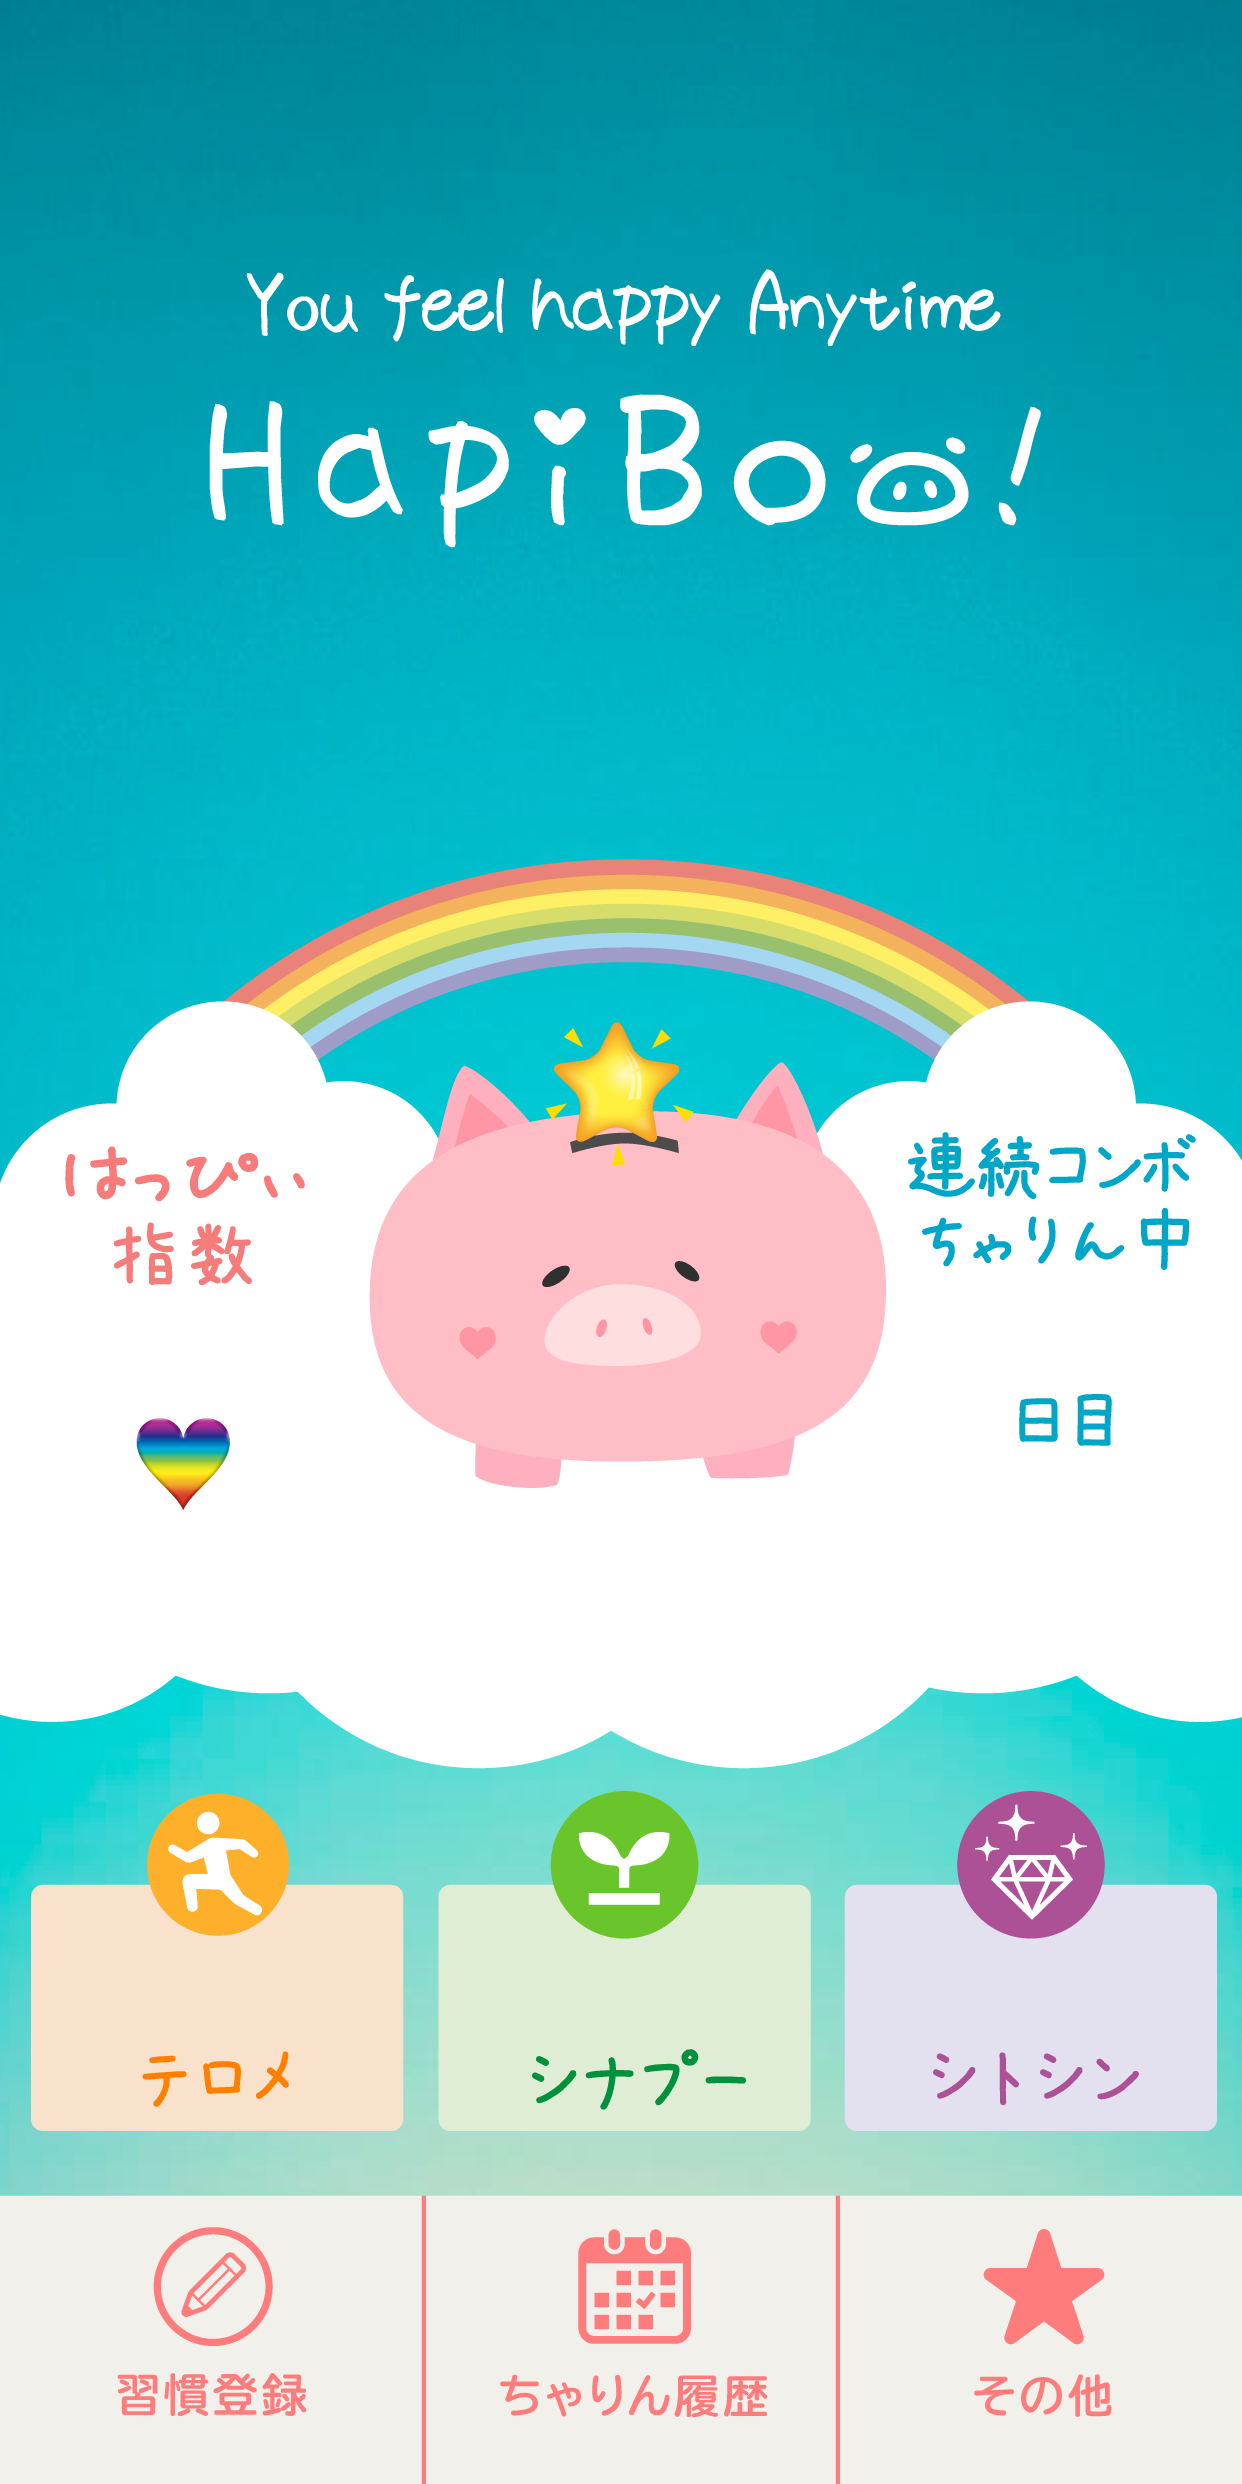 You feel happy Anytime
HapiBoo!
はっぴぃ
指数
連続コンボ
ちゃりん中
日目
テロメ
シナプー
シトシン
習慣登録
ちゃりん履歴
その他